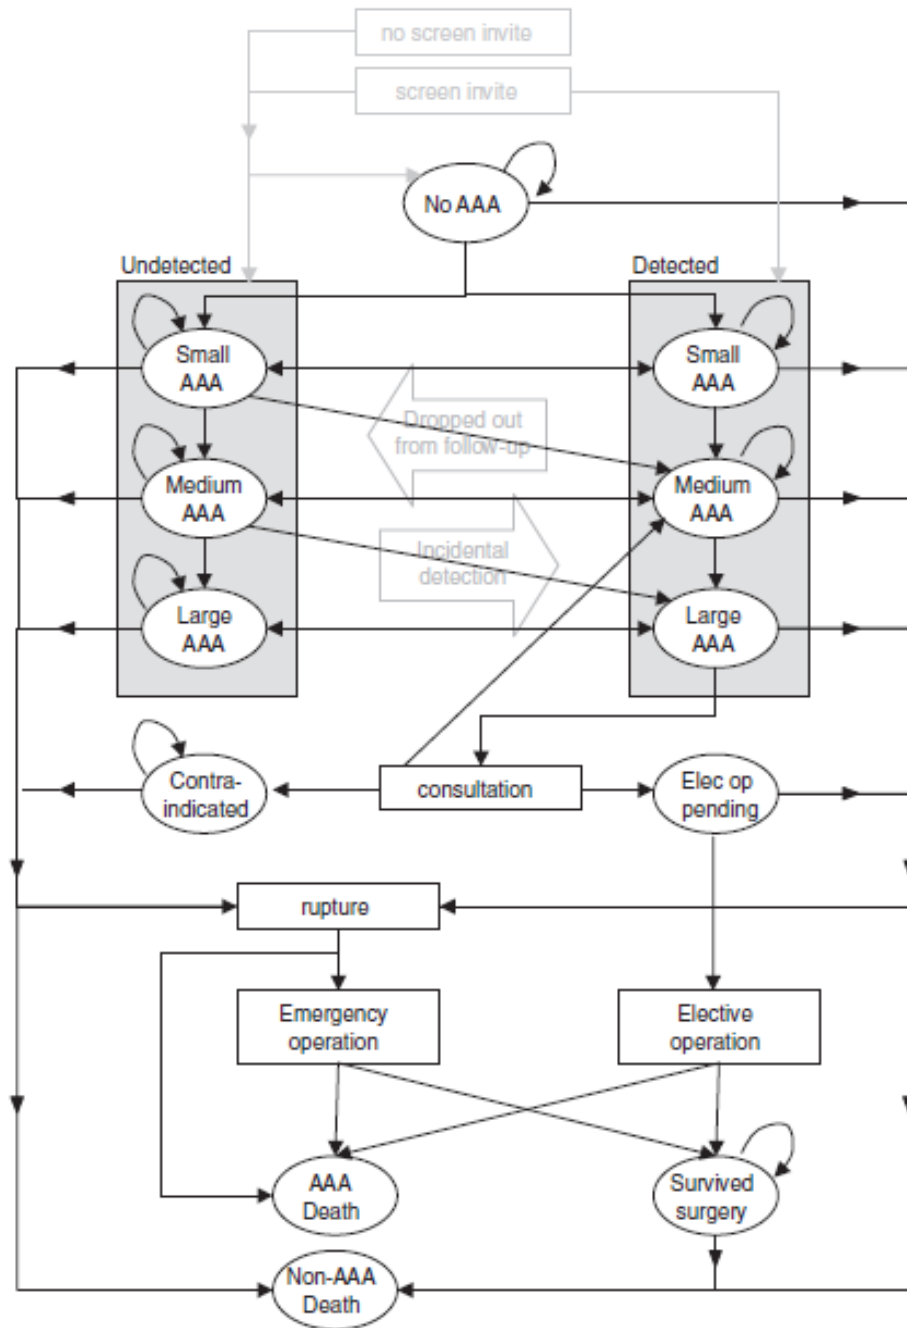 no screen invite
screen invite
No AAA
Undetected
Detected
Small
AAA
Small
AAA
Dropped out
from follow-up
Medium
AAA
Medium
AAA
Incidental
detection
Large
AAA
Large
AAA
Contra-
indicated
consultation
Elec op
pending
rupture
Emergency
operation
Elective
operation
AAA
Death
Survived
surgery
Non-AAA
Death